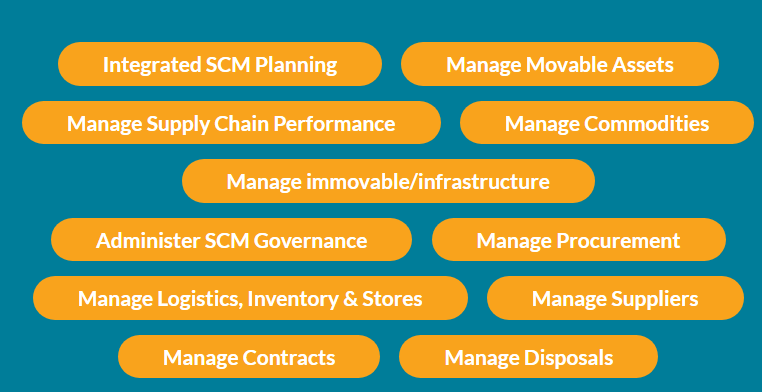 Integrated SCM Planning
Manage Movable Assets
Manage Supply Chain Performance
Manage Commodities
Manage immovable/infrastructure
Administer SCM Governance
Manage Procurement
Manage Logistics, Inventory & Stores
Manage Suppliers
Manage Contracts
Manage Disposals